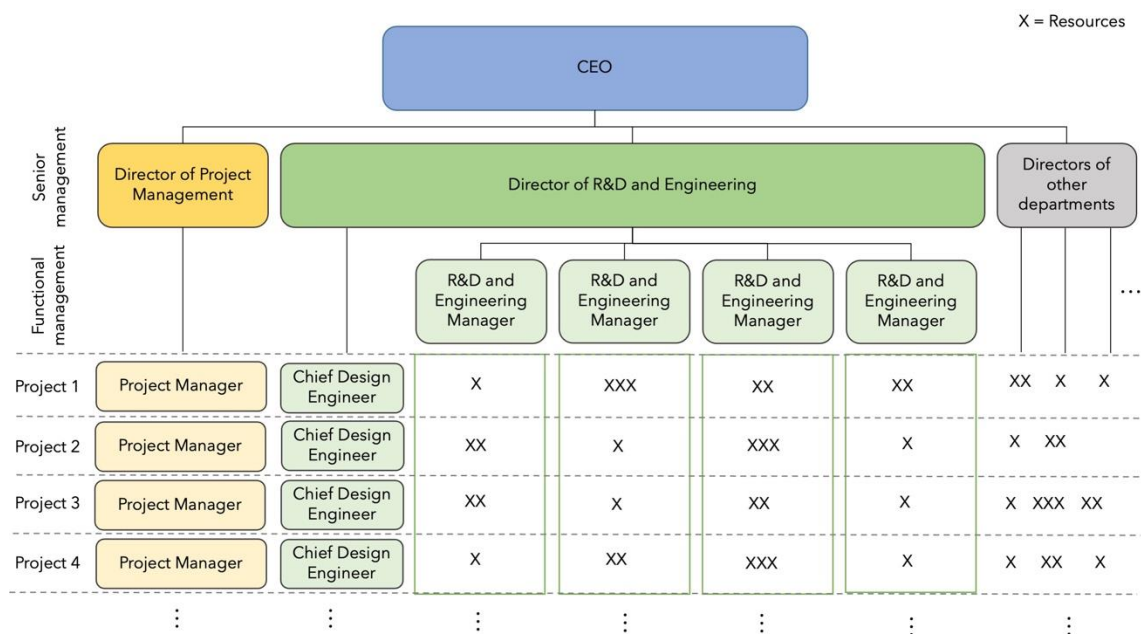 X = Resources
CEO
Senior
management
Director of Project
Management
Director of R&D and Engineering
Directors of
other
departments
Functional
management
R&D and
Engineering
Manager
R&D and
Engineering
Manager
R&D and
Engineering
Manager
R&D and
Engineering
Manager
...
Project 1
Project Manager
Chief Design
Engineer
X
XXX
XX
XX
XX
X
X
Project 2
Project Manager
Chief Design
Engineer
XX
X
XXX
X
X
XX
Project 3
Project Manager
Chief Design
Engineer
XX
X
XX
X
X
XXX
XX
Project 4
Project Manager
Chief Design
Engineer
X
XX
XXX
X
X
XX
X